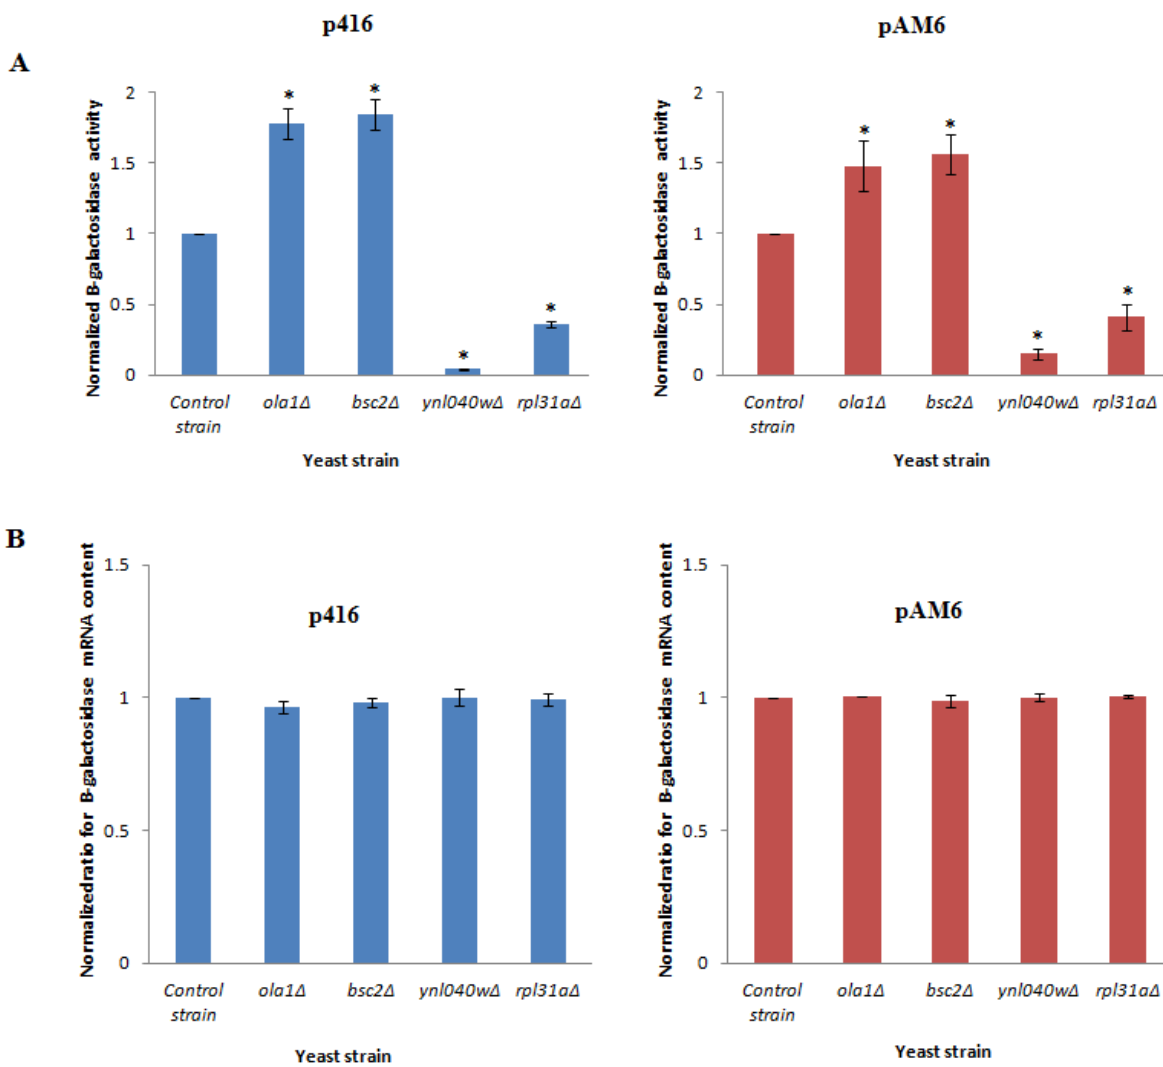 p416
pAM6
A
Normalized B-galactosidase activity
2
1.5
1
0.5
0
*
*
*
*
Control strain
ola1Δ
bsc2Δ
ynl040wΔ
rpl31aΔ
Yeast strain
Normalized B-galactosidase activity
2
1.5
1
0.5
0
*
*
*
*
Control strain
ola1Δ
bsc2Δ
ynl040wΔ
rpl31aΔ
Yeast strain
B
Normalizedratio for B-galactosidase mRNA content
1.5
1
0.5
0
p416
Control strain
ola1Δ
bsc2Δ
ynl040wΔ
rpl31aΔ
Yeast strain
Normalizedratio for B-galactosidase mRNA content
1.5
1
0.5
0
pAM6
Control strain
ola1Δ
bsc2Δ
ynl040wΔ
rpl31aΔ
Yeast strain